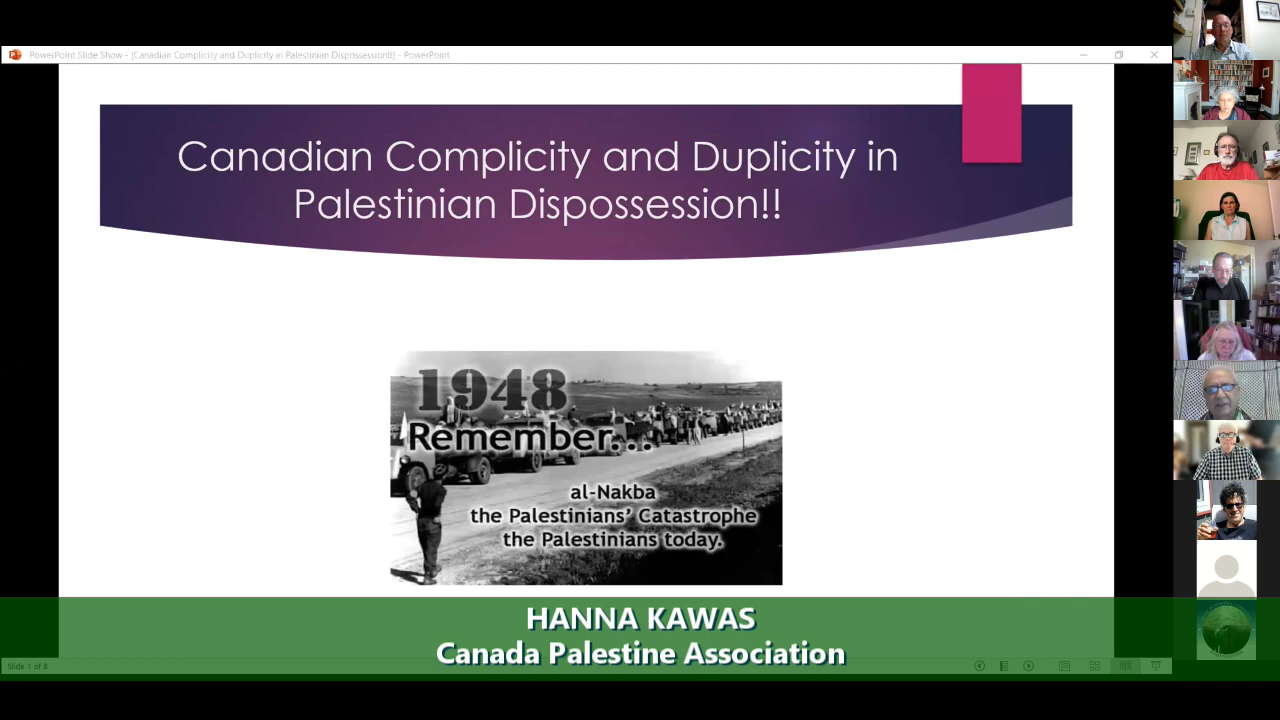 PowerPoint Slide Show - [Canadian Complicity and Duplicity in Palestinian Dispossession!!] - PowerPoint
Canadian Complicity and Duplicity in
Palestinian Dispossession!!
1948
Remember...
al-Nakba
the Palestinians' Catastrophe
the Palestinians today.
HANNA KAWAS
Canada Palestine Association
Slide 1 of 8